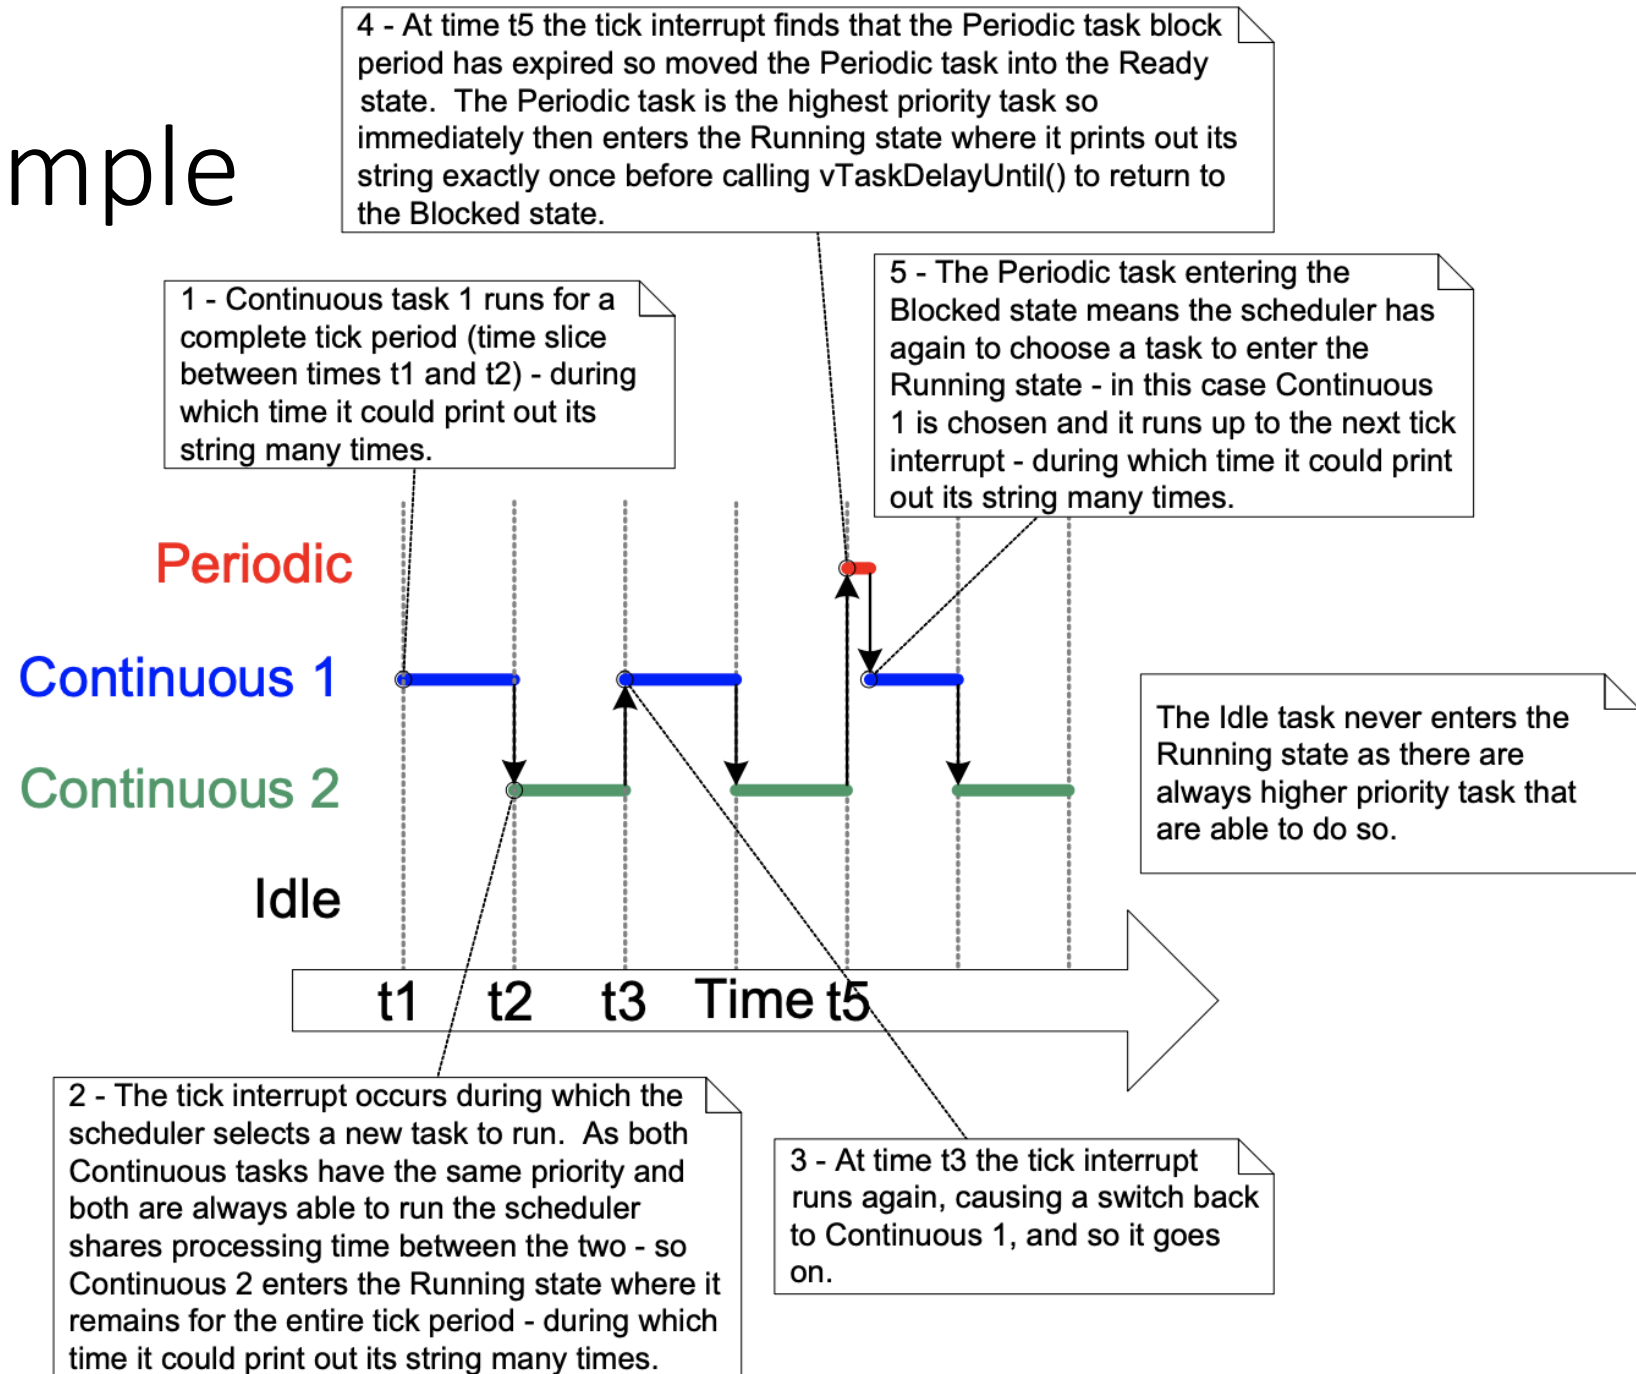 4 - At time t5 the tick interrupt finds that the Periodic task block
period has expired so moved the Periodic task into the Ready
state.  The Periodic task is the highest priority task so
immediately then enters the Running state where it prints out its
string exactly once before calling vTaskDelayUntil() to return to
the Blocked state.
mple
1 - Continuous task 1 runs for a
complete tick period (time slice
between times t1 and t2) - during
which time it could print out its
string many times.
5 - The Periodic task entering the
Blocked state means the scheduler has
again to choose a task to enter the
Running state - in this case Continuous
1 is chosen and it runs up to the next tick
interrupt - during which time it could print
out its string many times.
Periodic
Continuous 1
Continuous 2
Idle
The Idle task never enters the
Running state as there are
always higher priority task that
are able to do so.
t1 t2 t3 Time t5
2 - The tick interrupt occurs during which the
scheduler selects a new task to run.  As both
Continuous tasks have the same priority and
both are always able to run the scheduler
shares processing time between the two - so
Continuous 2 enters the Running state where it
remains for the entire tick period - during which
time it could print out its string many times.
3 - At time t3 the tick interrupt
runs again, causing a switch back
to Continuous 1, and so it goes
on.